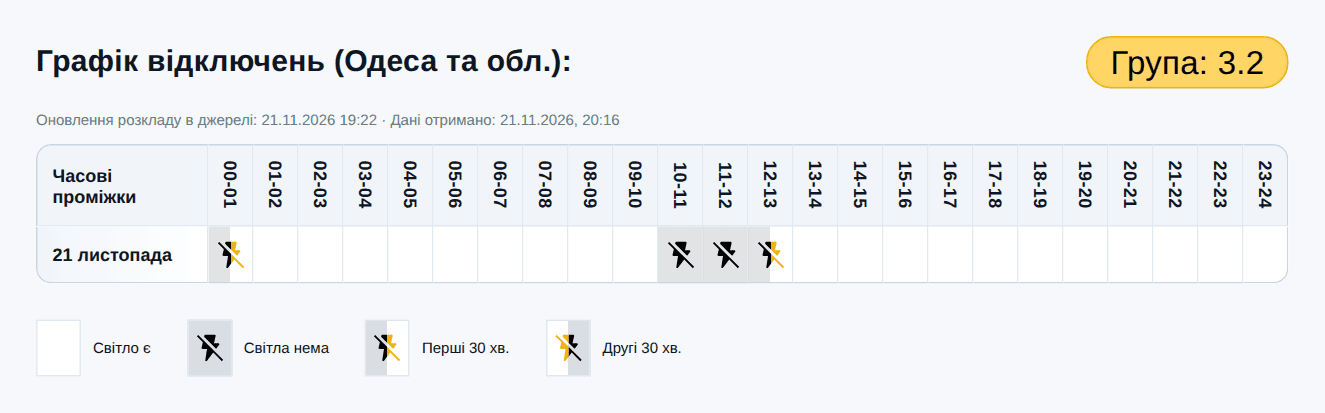 Графік відключень (Одеса та обл.):
Група: 3.2
Оновлення розкладу в джерелі: 21.11.2026 19:22 · Дані отримано: 21.11.2026, 20:16
Часові
проміжки
00-01
01-02
02-03
03-04
04-05
05-06
06-07
07-08
08-09
09-10
10-11
11-12
12-13
13-14
14-15
15-16
16-17
17-18
18-19
19-20
20-21
21-22
22-23
23-24
21 листопада
Світло є
Світла нема
Перші 30 хв.
Другі 30 хв.